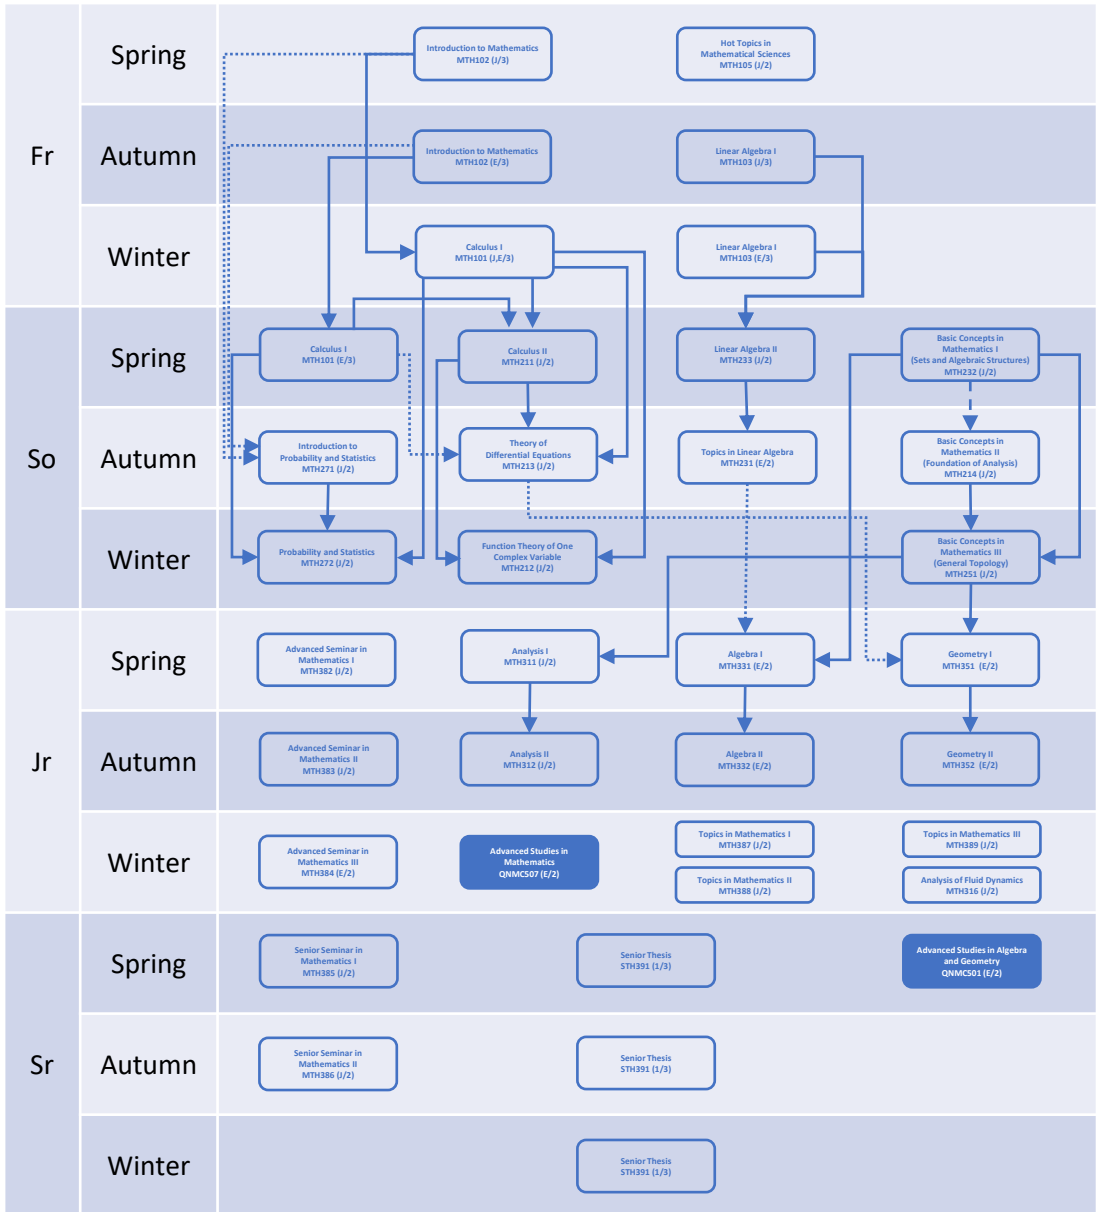 Fr
Spring
Introduction to Mathematics
MTH102 (J/3)
Hot Topics in
Mathematical Sciences
MTH105 (J/2)
Autumn
Introduction to Mathematics
MTH102 (E/3)
Linear Algebra I
MTH103 (J/3)
Winter
Calculus I
MTH101 (J,E/3)
Linear Algebra I
MTH103 (E/3)
So
Spring
Calculus I
MTH101 (E/3)
Calculus II
MTH211 (J/2)
Linear Algebra II
MTH233 (J/2)
Basic Concepts in
Mathematics I
(Sets and Algebraic Structures)
MTH232 (J/2)
Autumn
Introduction to
Probability and Statistics
MTH271 (J/2)
Theory of
Differential Equations
MTH213 (J/2)
Topics in Linear Algebra
MTH231 (E/2)
Basic Concepts in
Mathematics II
(Foundation of Analysis)
MTH214 (J/2)
Winter
Probability and Statistics
MTH272 (J/2)
Function Theory of One
Complex Variable
MTH212 (J/2)
Basic Concepts in
Mathematics III
(General Topology)
MTH251 (J/2)
Jr
Spring
Advanced Seminar in
Mathematics I
MTH382 (J/2)
Analysis I
MTH311 (J/2)
Algebra I
MTH331 (E/2)
Geometry I
MTH351 (E/2)
Autumn
Advanced Seminar in
Mathematics II
MTH383 (J/2)
Analysis II
MTH312 (J/2)
Algebra II
MTH332 (E/2)
Geometry II
MTH352 (E/2)
Winter
Advanced Seminar in
Mathematics III
MTH384 (E/2)
Advanced Studies in
Mathematics
QNMCS07 (E/2)
Topics in Mathematics I
MTH387 (J/2)
Topics in Mathematics III
MTH389 (J/2)
Topics in Mathematics II
MTH388 (J/2)
Analysis of Fluid Dynamics
MTH316 (J/2)
Sr
Spring
Senior Seminar in
Mathematics I
MTH385 (J/2)
Senior Thesis
STH391 (1/3)
Advanced Studies in Algebra
and Geometry
QNMCS01 (E/2)
Autumn
Senior Seminar in
Mathematics II
MTH386 (J/2)
Senior Thesis
STH391 (1/3)
Winter
Senior Thesis
STH391 (1/3)